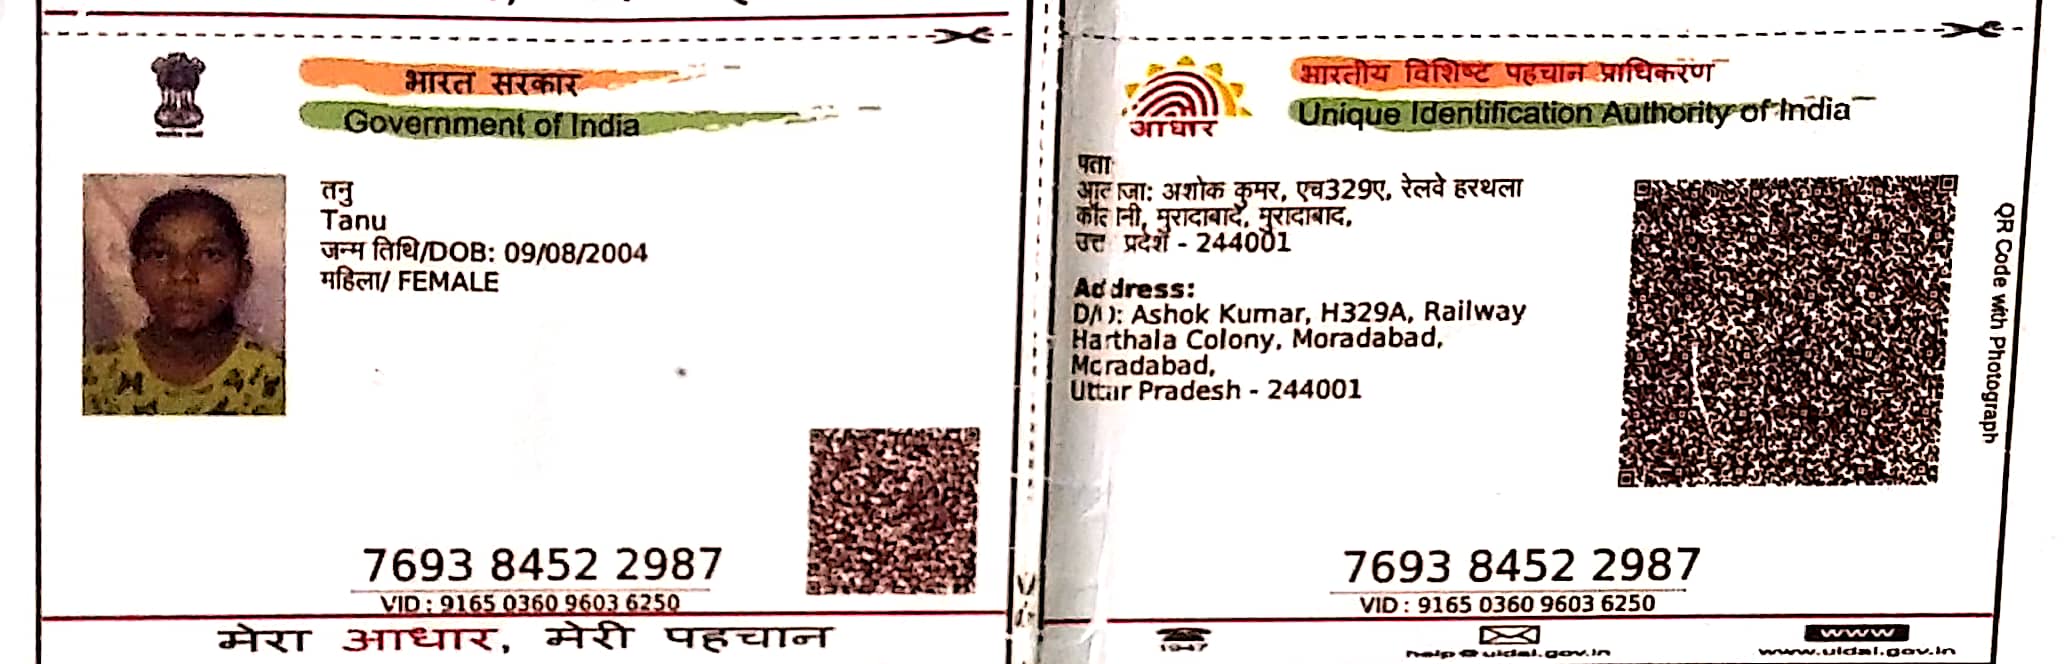 भारत सरकार
Government of India
तनु
Tanu
जन्म तिथि/DOB: 09/08/2004
महिला/ FEMALE
7693 8452 2987
VID : 9165 0360 9603 6250
मेरा आधार, मेरी पहचान
भारतीय विशिष्ट पहचान प्राधिकरण
Unique Identification Authority of India
आधार
पता
अशोक कुमर, एच329ए, रेलवे हरथला
मुरादाबाद, मुरादाबाद,
प्रदेश - 244001
Address:
D/O: Ashok Kumar, H329A, Railway
Harthala Colony, Moradabad,
Moradabad,
Uttar Pradesh - 244001
QR Code with Photograph
7693 8452 2987
VID : 9165 0360 9603 6250
1947
help@uidai.gov.in
www
www.uidai.gov.in